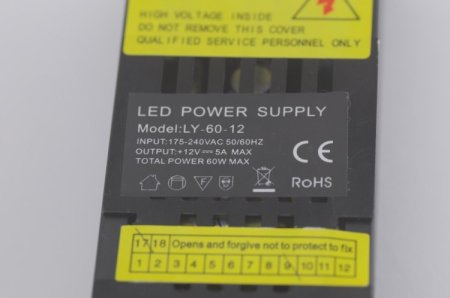 HIGH VOLTAGE INSIDE
DO NOT REMOVE THIS COVER
QUALIFIED SERVICE PERSONNEL ONLY
LED POWER SUPPLY
Model:LY-60-12
INPUT:175-240VAC 50/60HZ
OUTPUT:+12V⎓5A MAX
TOTAL POWER 60W MAX
CE
F
RoHS
17 18 Opens and forgive not to protect to fix
1 2 3 4 5 6 7 8 9 10 11 12